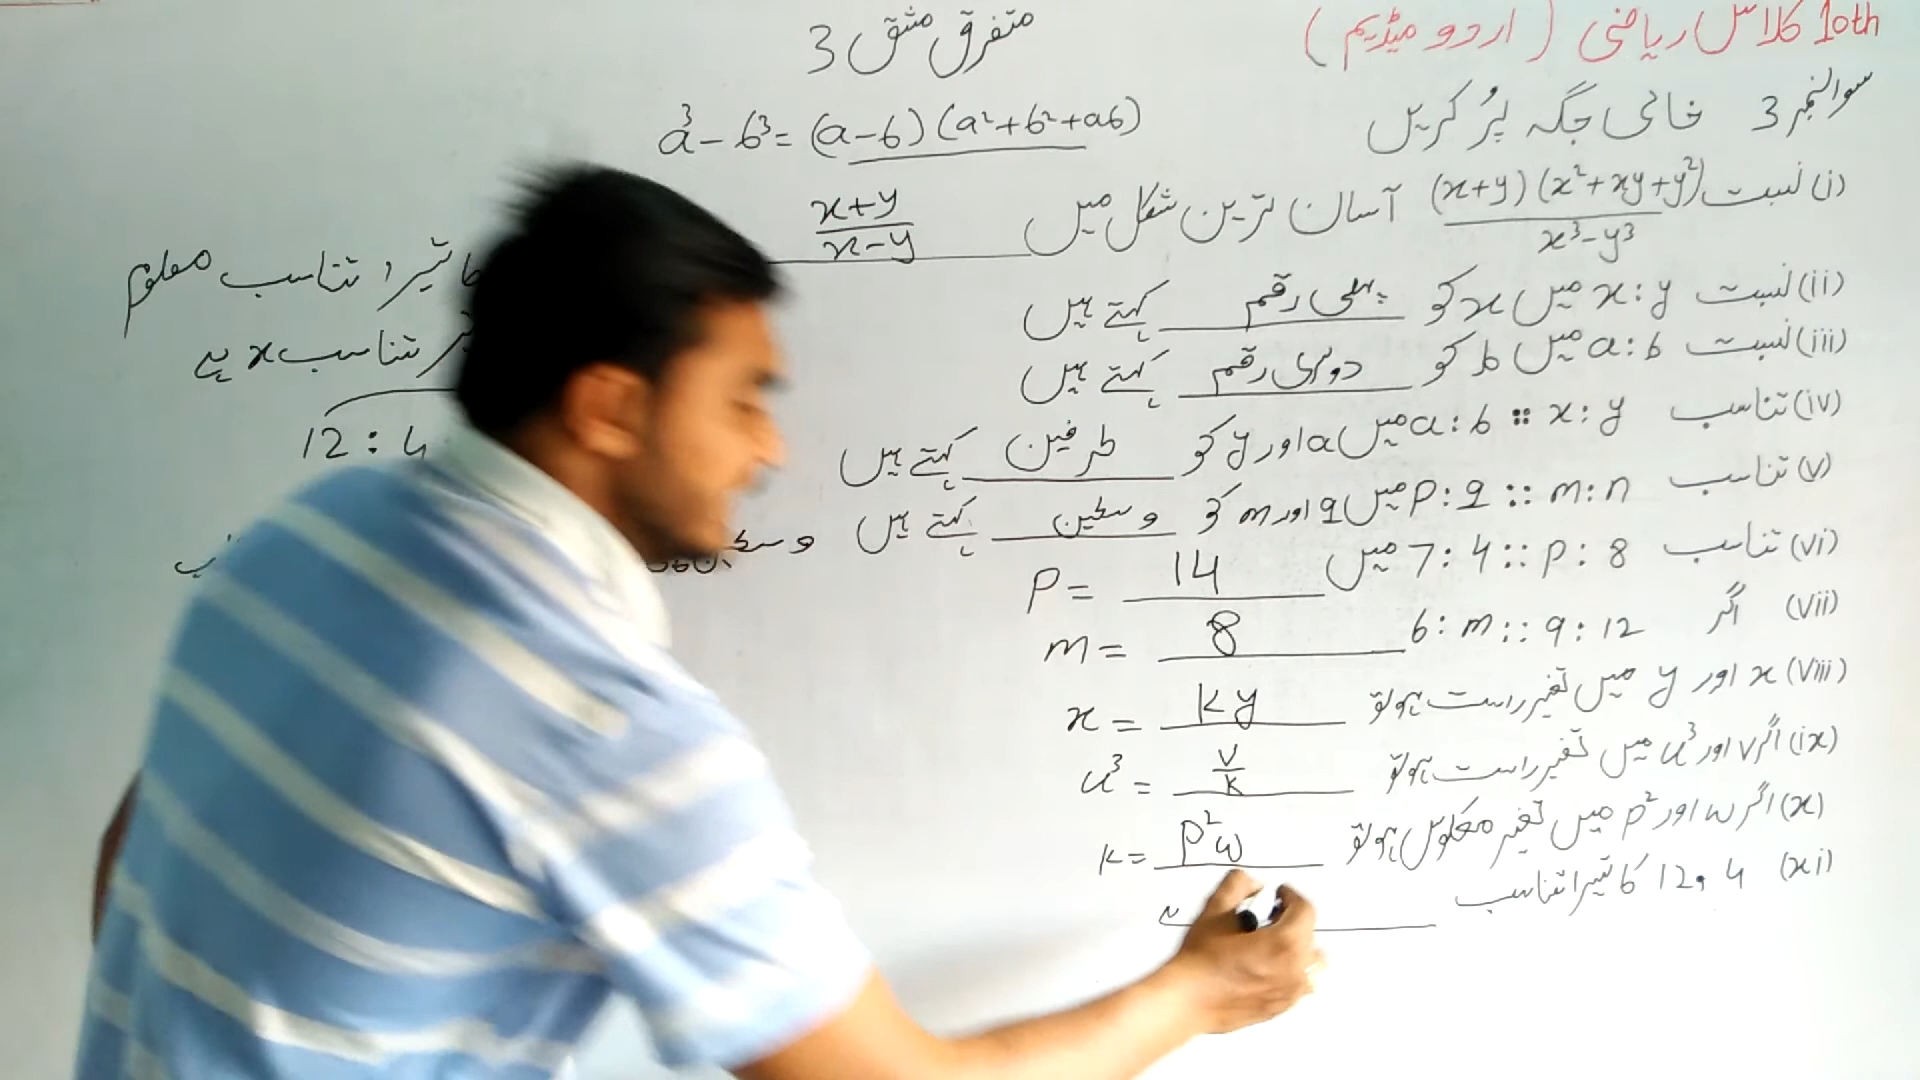 10th کلاس ریاضی ( اردو میڈیم )
متفرق مشق 3
سوالنمبر 3 خالی جگہ پُر کریں
a³ - b³ = (a-b) (a²+b²+ab)
(i) نسبت (x+y) (x²+xy+y²) / x³-y³ آسان ترین شکل میں x+y / x-y
(ii) نسبت x:y میں x کو پہلی رقم کہتے ہیں
(iii) نسبت a:b میں b کو دوسری رقم کہتے ہیں
(iv) تناسب a:b :: x:y میں a اور y کو طرفین کہتے ہیں
(v) تناسب p:q :: m:n میں q اور m کو وسطین کہتے ہیں
(vi) تناسب 7:4 :: p:8 میں p = 14
(vii) اگر 6:m :: 9:12 m = 8
(viii) x اور y میں تغیر راست ہو تو x = ky
(ix) اگر v اور u³ میں تغیر راست ہو تو u³ = v/k
(x) اگر w اور p² میں تغیر معکوس ہو تو k = p²w
(xi) 4 , 12 کا تیسرا تناسب ہے
کا تیسرا تناسب معلوم
تناسب x ہے
12 : 4